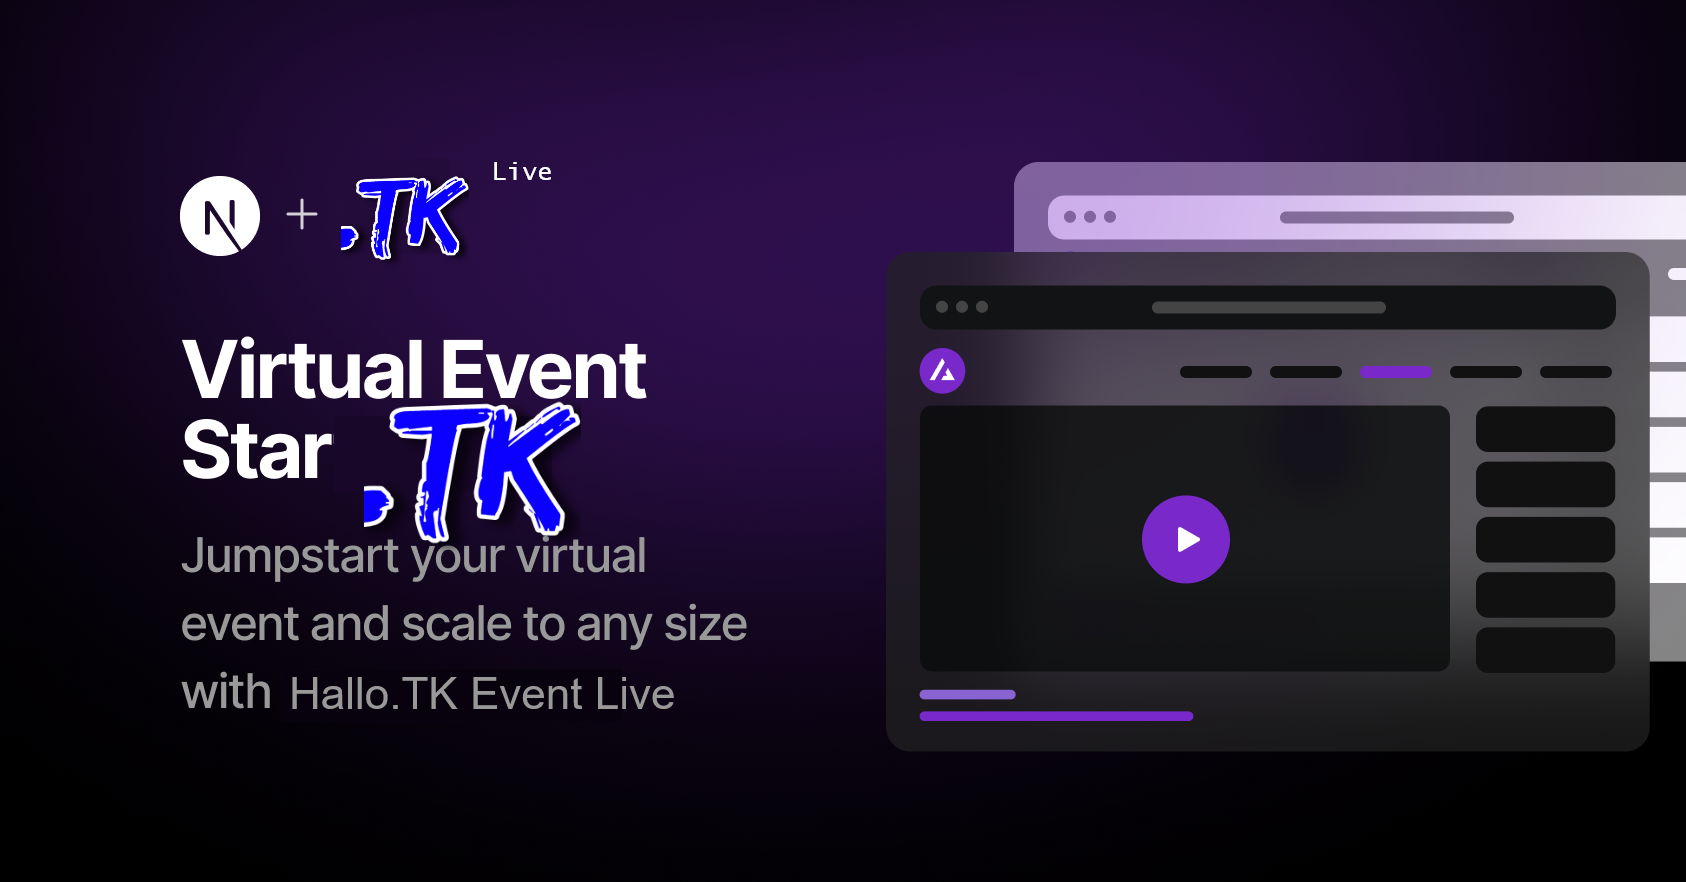 N + .TK Live
Virtual Event
Star .TK
Jumpstart your virtual
event and scale to any size
with Hallo.TK Event Live